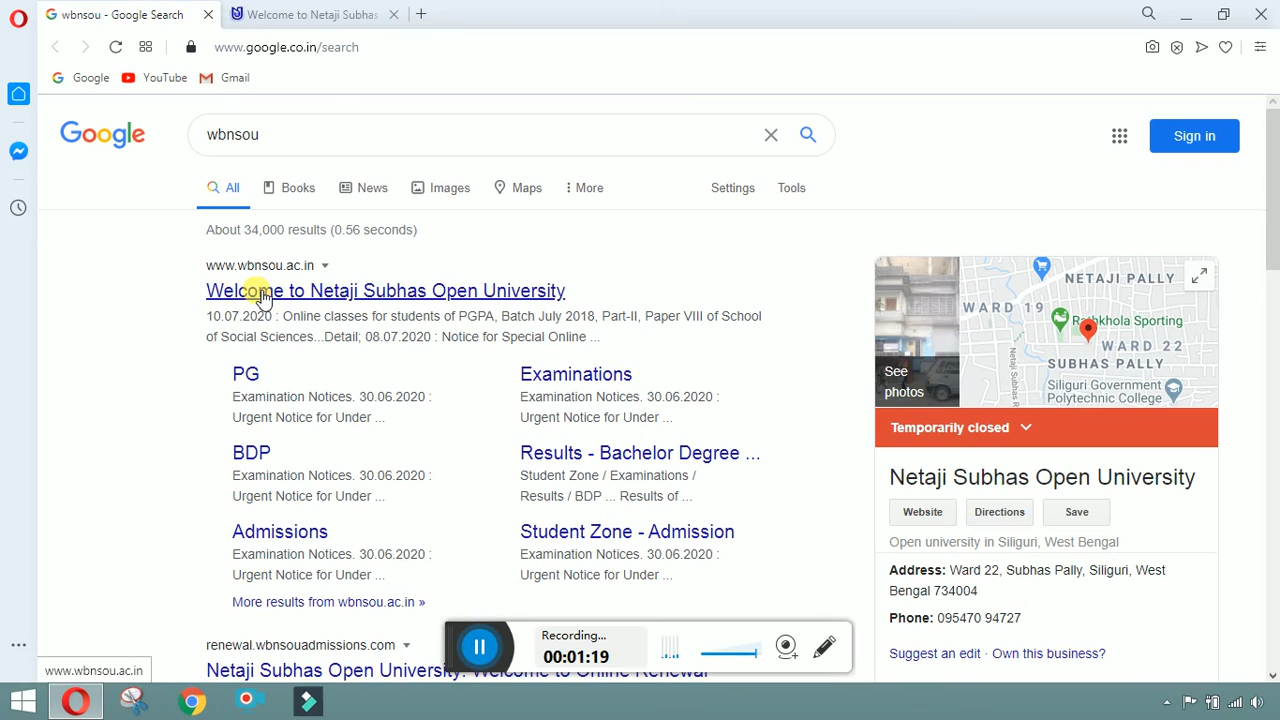 wbnsou - Google Search
Welcome to Netaji Subhas
www.google.co.in/search
Google YouTube Gmail
Google
wbnsou
Sign in
All Books News Images Maps More Settings Tools
About 34,000 results (0.56 seconds)
www.wbnsou.ac.in
Welcome to Netaji Subhas Open University
10.07.2020 : Online classes for students of PGPA, Batch July 2018, Part-II, Paper VIII of School
of Social Sciences...Detail; 08.07.2020 : Notice for Special Online ...
PG
Examination Notices. 30.06.2020 :
Urgent Notice for Under ...
Examinations
Examination Notices. 30.06.2020 :
Urgent Notice for Under ...
BDP
Examination Notices. 30.06.2020 :
Urgent Notice for Under ...
Results - Bachelor Degree ...
Student Zone / Examinations /
Results / BDP ... Results of ...
Admissions
Examination Notices. 30.06.2020 :
Urgent Notice for Under ...
Student Zone - Admission
Examination Notices. 30.06.2020 :
Urgent Notice for Under ...
More results from wbnsou.ac.in »
renewal.wbnsouadmissions.com
Netaji Subhas Open University. Welcome to Online Renewal
NETAJI PALLY
WARD 19
Rathkhola Sporting
WARD 22
SUBHAS PALLY
Netaji Subhas Rd
Siliguri Government
Polytechnic College
See
photos
Temporarily closed
Netaji Subhas Open University
Website Directions Save
Open university in Siliguri, West Bengal
Address: Ward 22, Subhas Pally, Siliguri, West
Bengal 734004
Phone: 095470 94727
Suggest an edit · Own this business?
Recording...
00:01:19
www.wbnsou.ac.in